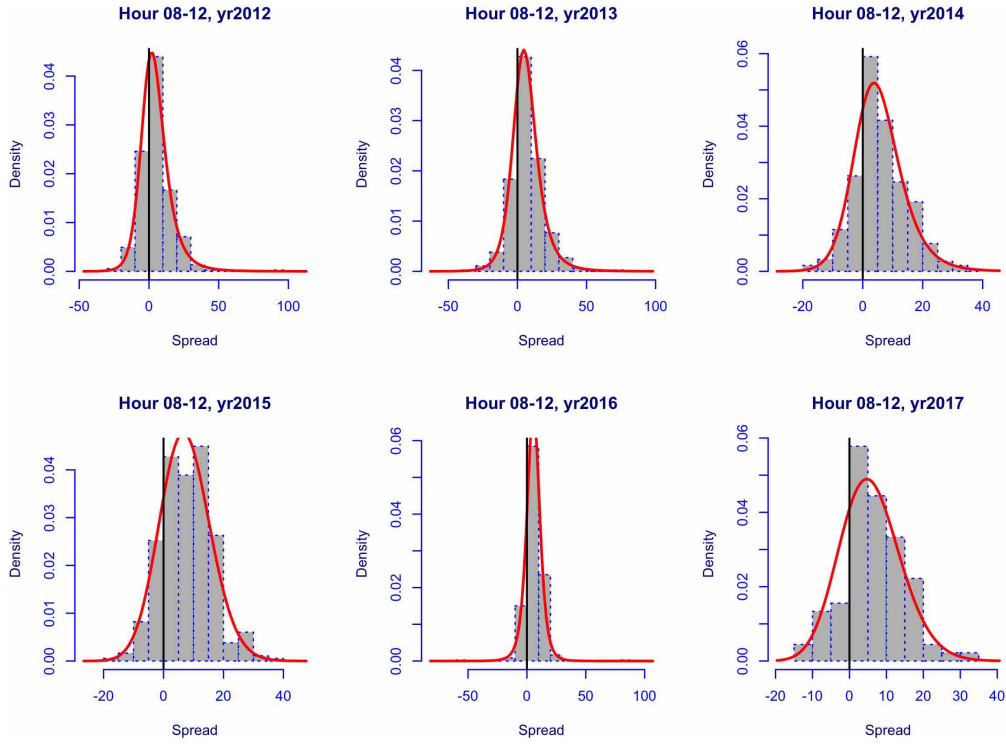 Hour 08-12, yr2012
Density
0.00 0.01 0.02 0.03 0.04
-50 0 50 100
Spread
Hour 08-12, yr2013
Density
0.00 0.01 0.02 0.03 0.04
-50 0 50 100
Spread
Hour 08-12, yr2014
Density
0.00 0.02 0.04 0.06
-20 0 20 40
Spread
Hour 08-12, yr2015
Density
0.00 0.01 0.02 0.03 0.04
-20 0 20 40
Spread
Hour 08-12, yr2016
Density
0.00 0.02 0.04 0.06
-50 0 50 100
Spread
Hour 08-12, yr2017
Density
0.00 0.02 0.04 0.06
-20 -10 0 10 20 30 40
Spread